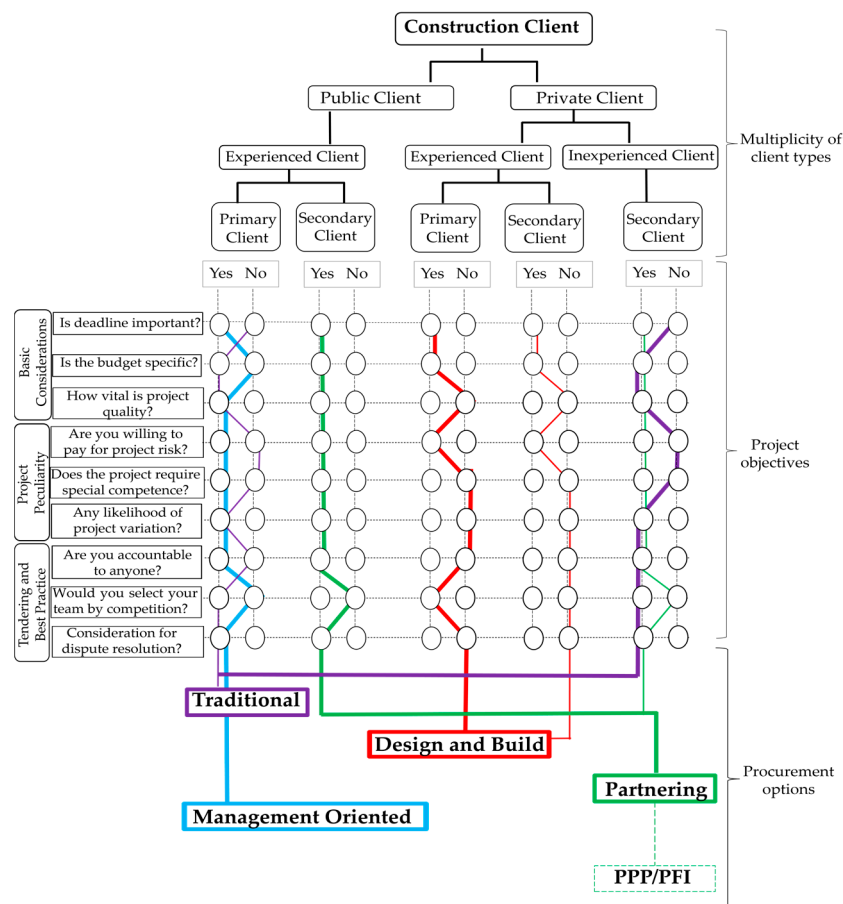 Construction Client
Public Client
Private Client
Multiplicity of
client types
Experienced Client
Experienced Client
Inexperienced Client
Primary
Client
Secondary
Client
Primary
Client
Secondary
Client
Secondary
Client
Yes No
Yes No
Yes No
Yes No
Yes No
Basic
Considerations
Is deadline important?
Is the budget specific?
How vital is project
quality?
Project
Peculiarity
Are you willing to
pay for project risk?
Does the project require
special competence?
Any likelihood of
project variation?
Project
objectives
Tendering and
Best Practice
Are you accountable
to anyone?
Would you select your
team by competition?
Consideration for
dispute resolution?
Traditional
Design and Build
Partnering
Management Oriented
Procurement
options
PPP/PFI